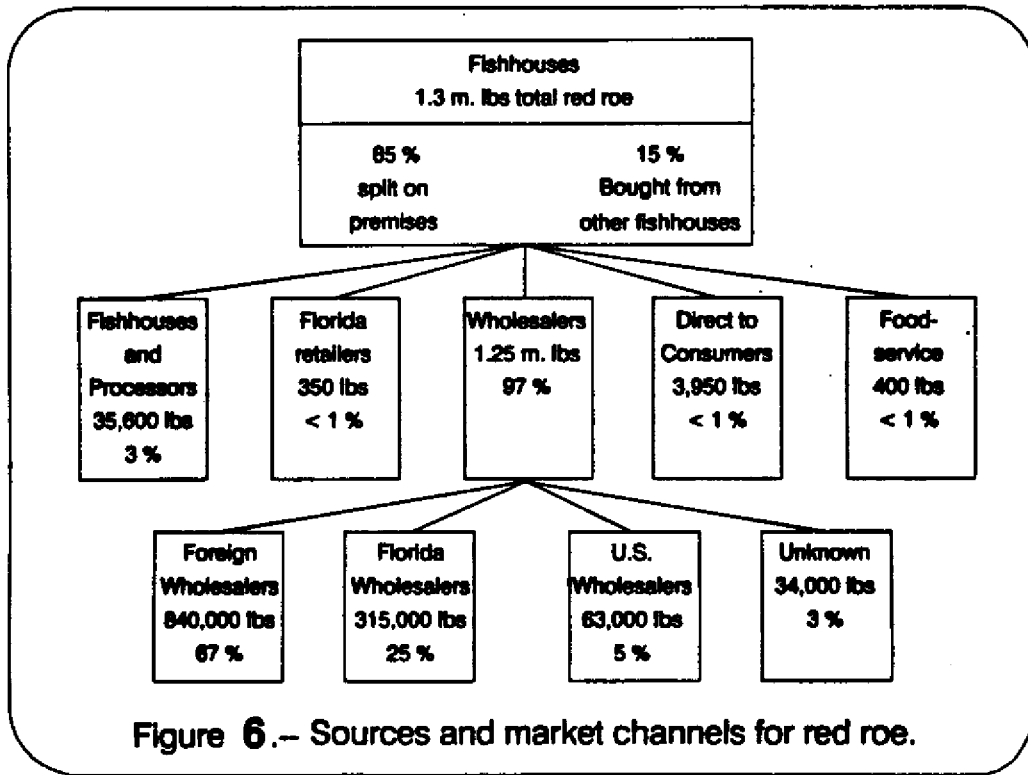 Fishhouses
1.3 m. lbs total red roe
85 %
split on
premises
15 %
Bought from
other fishhouses
Fishhouses
and
Processors
35,600 lbs
3 %
Florida
retailers
350 lbs
< 1 %
Wholesalers
1.25 m. lbs
97 %
Direct to
Consumers
3,950 lbs
< 1 %
Food-
service
400 lbs
< 1 %
Foreign
Wholesalers
840,000 lbs
67 %
Florida
Wholesalers
315,000 lbs
25 %
U.S.
Wholesalers
63,000 lbs
5 %
Unknown
34,000 lbs
3 %
Figure 6.-- Sources and market channels for red roe.